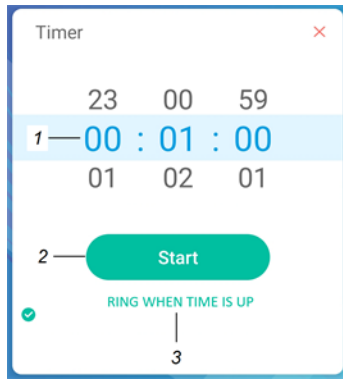 Timer
23 00 59
1 00 : 01 : 00
01 02 01
2 Start
RING WHEN TIME IS UP
3